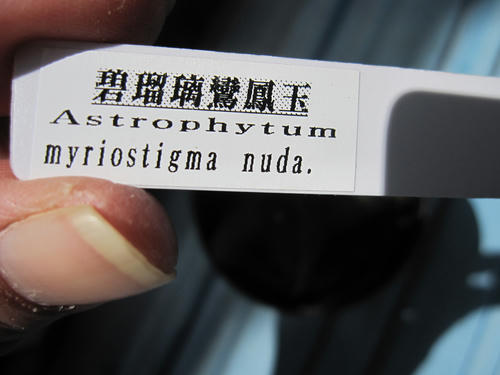 碧瑠璃鸞鳳玉
Astrophytum
myriostigma nuda.